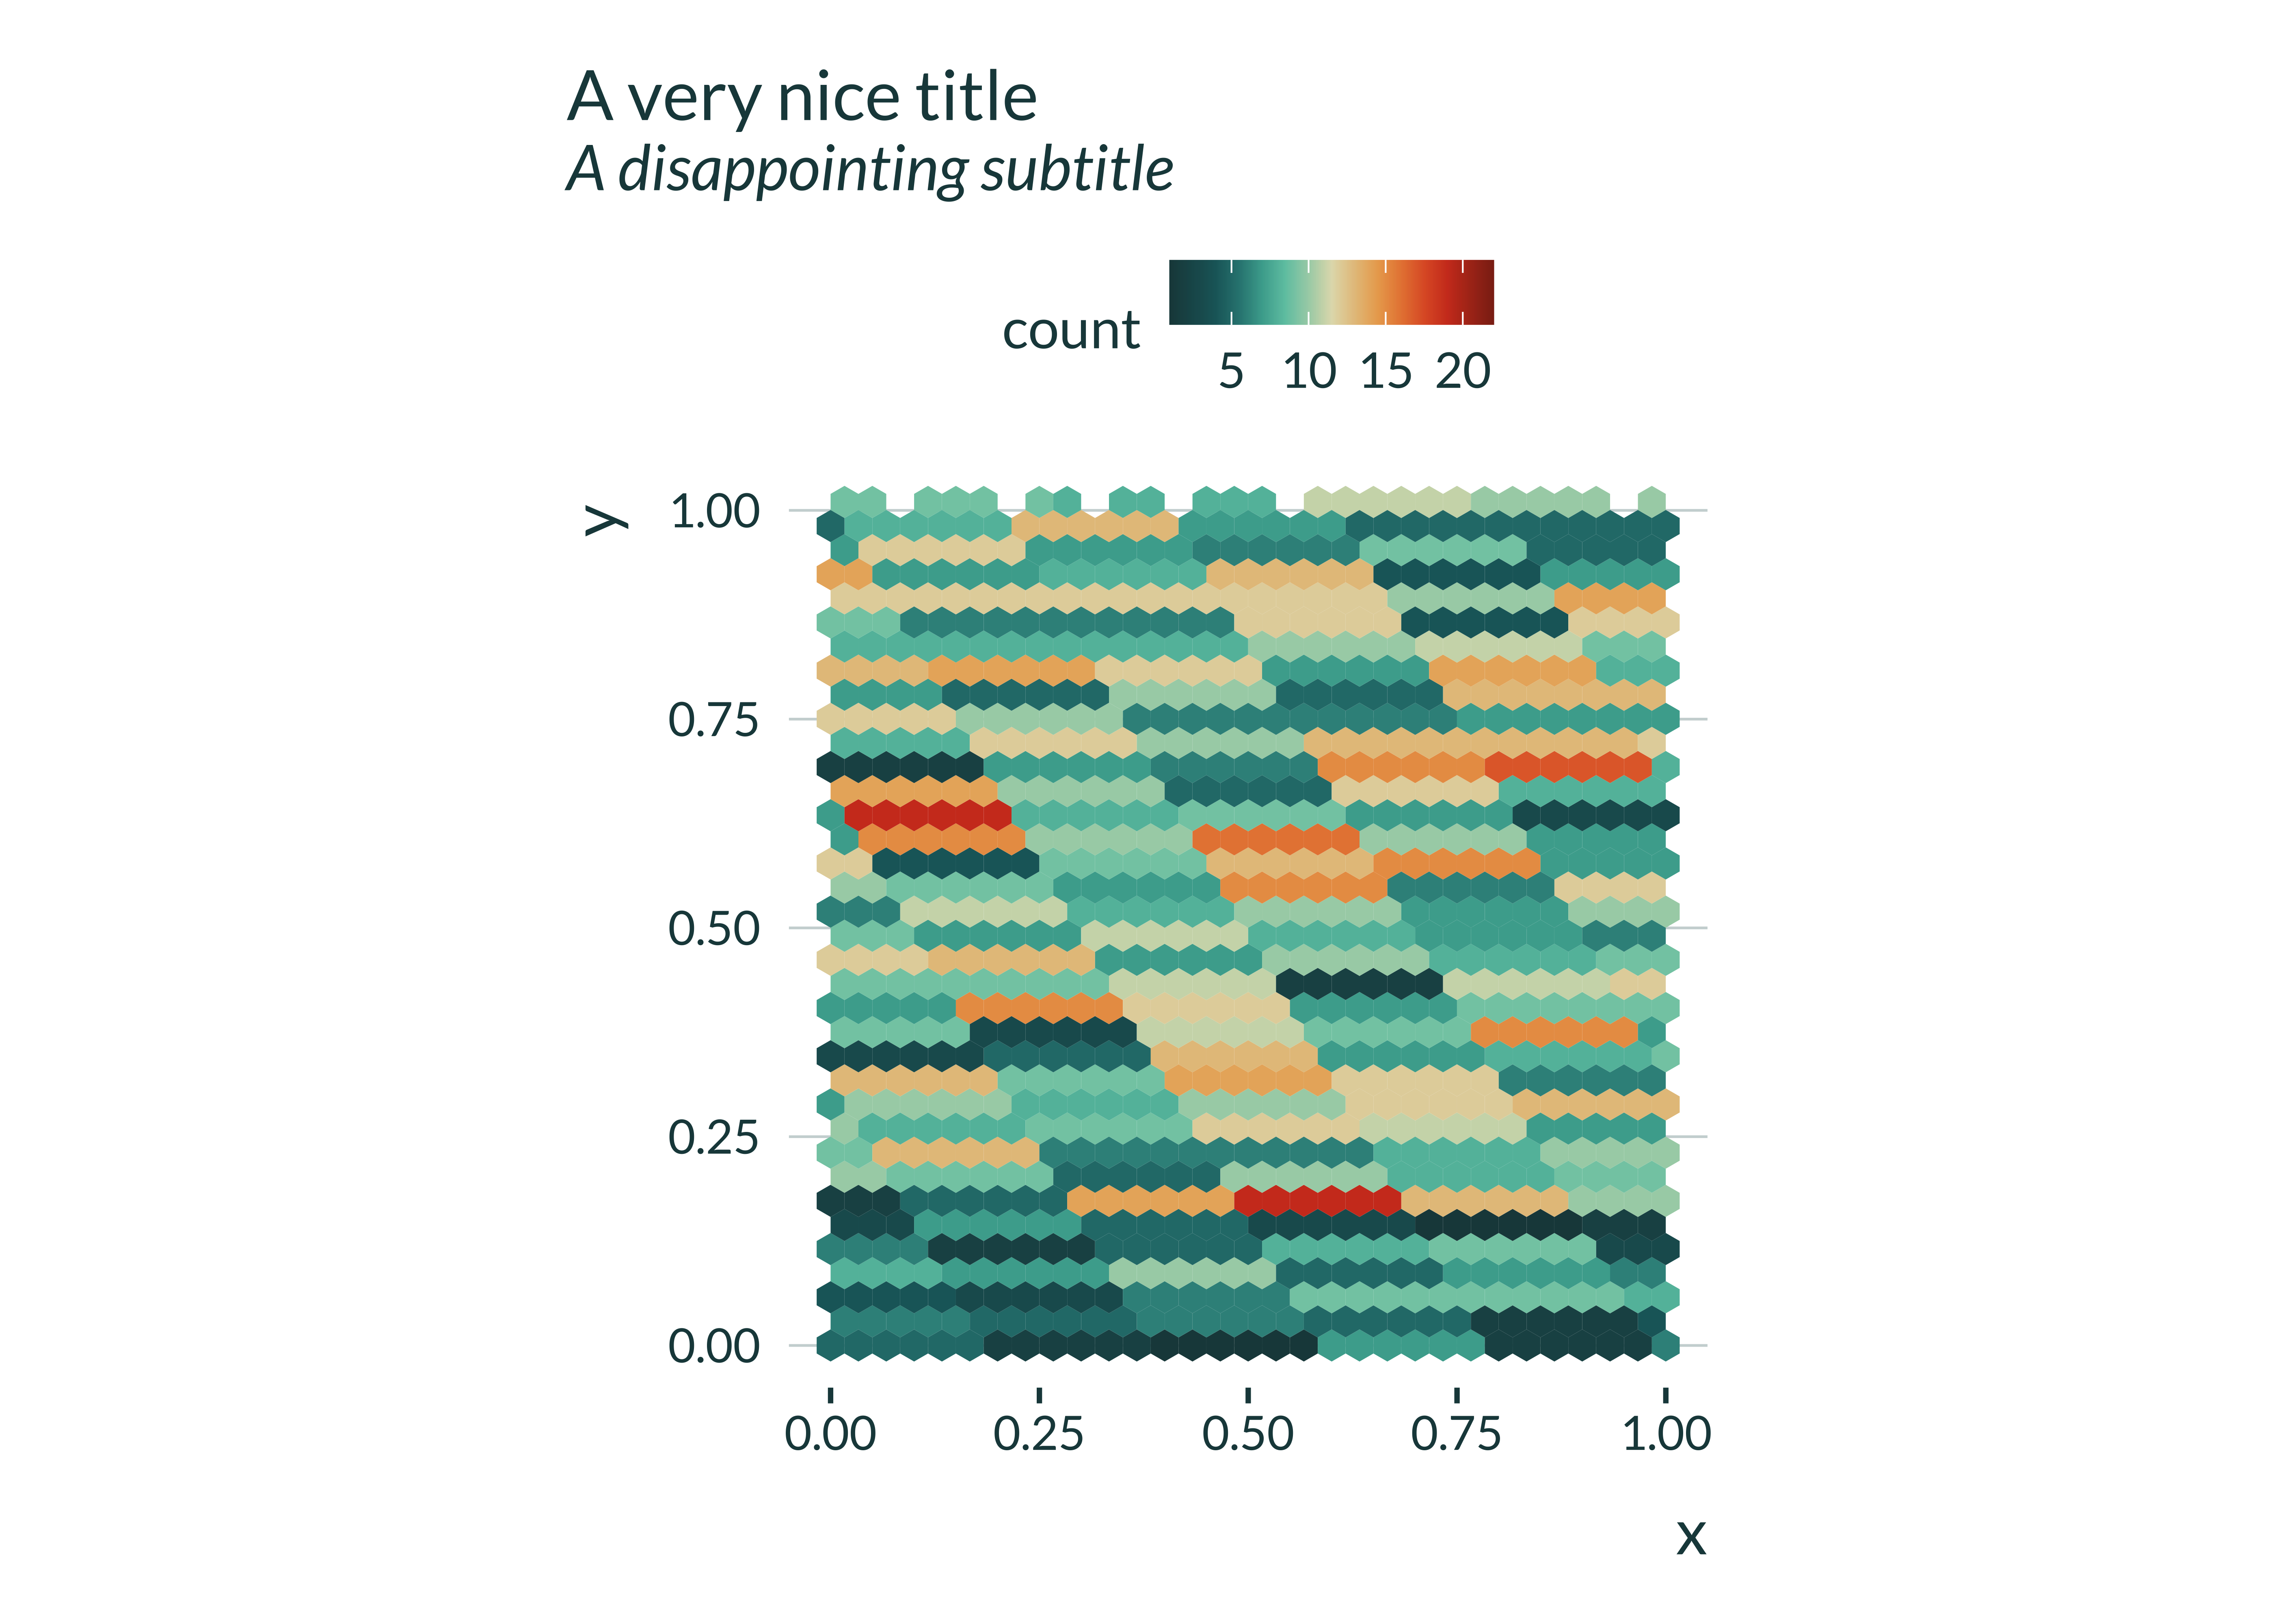 A very nice title
A disappointing subtitle
count
5 10 15 20
y
1.00
0.75
0.50
0.25
0.00
0.00 0.25 0.50 0.75 1.00
x